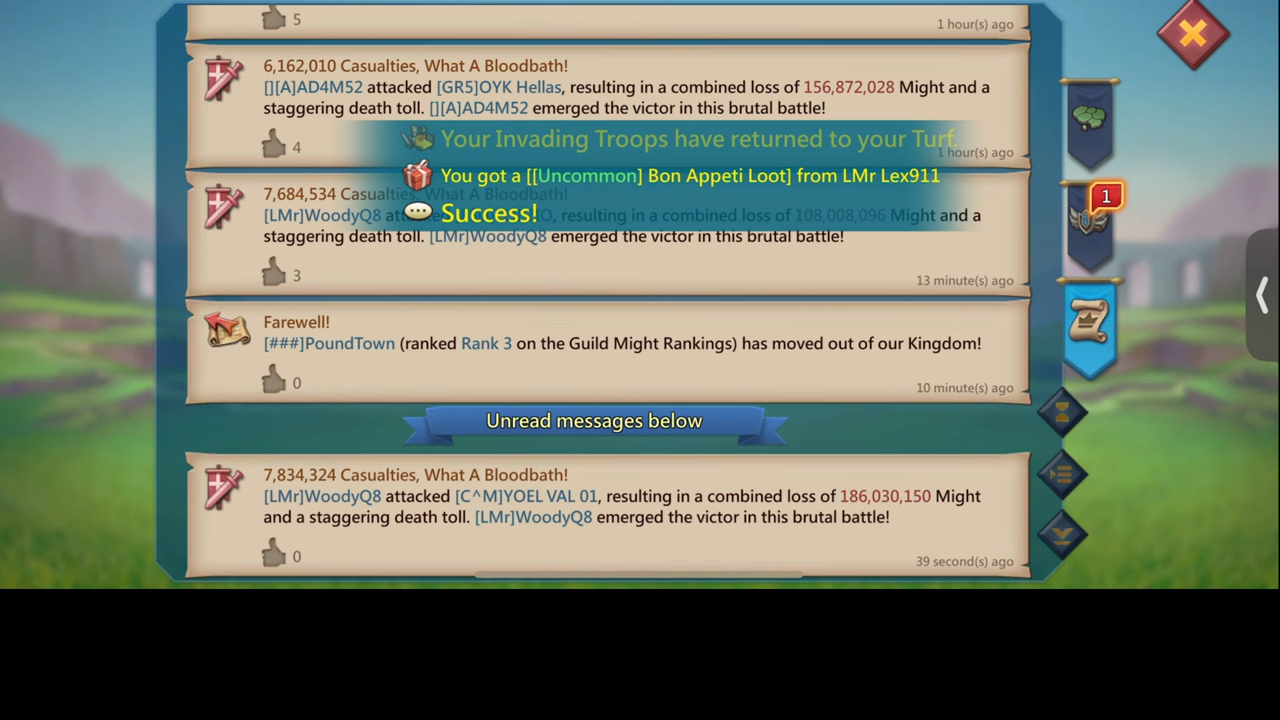 5
1 hour(s) ago
6,162,010 Casualties, What A Bloodbath!
[][A]AD4M52 attacked [GR5]OYK Hellas, resulting in a combined loss of 156,872,028 Might and a
staggering death toll. [][A]AD4M52 emerged the victor in this brutal battle!
4
1 hour(s) ago
Your Invading Troops have returned to your Turf.
You got a [[Uncommon] Bon Appeti Loot] from LMr Lex911
Success!
7,684,534 Casualties, What A Bloodbath!
[LMr]WoodyQ8 resulting in a combined loss of 108,008,096 Might and a
staggering death toll. [LMr]WoodyQ8 emerged the victor in this brutal battle!
3
13 minute(s) ago
1
Farewell!
[###]PoundTown (ranked Rank 3 on the Guild Might Rankings) has moved out of our Kingdom!
0
10 minute(s) ago
Unread messages below
7,834,324 Casualties, What A Bloodbath!
[LMr]WoodyQ8 attacked [C^M]YOEL VAL 01, resulting in a combined loss of 186,030,150 Might
and a staggering death toll. [LMr]WoodyQ8 emerged the victor in this brutal battle!
0
39 second(s) ago